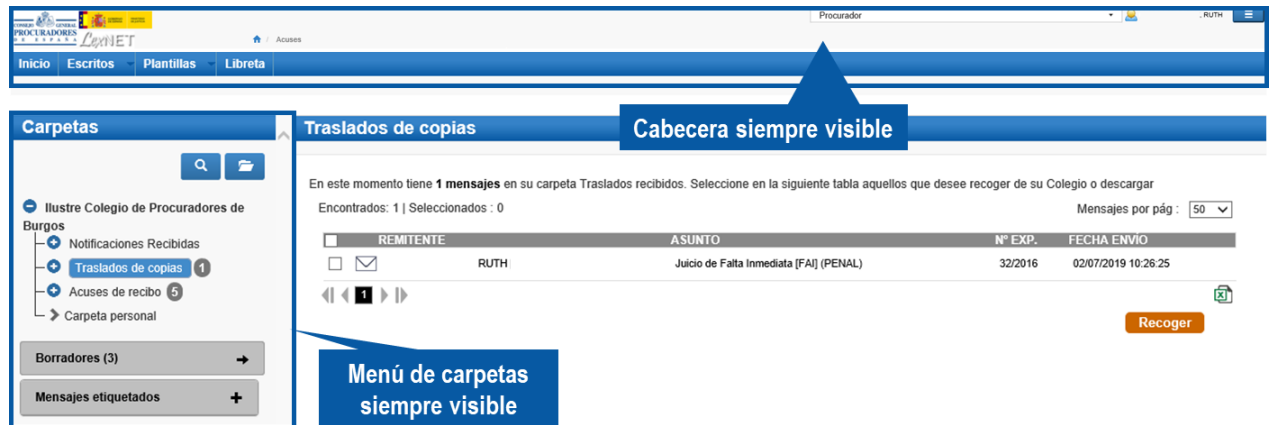 CONSEJO GENERAL
PROCURADORES
DE ESPAÑA LexNET
Procurador
. RUTH
/ Acuses
Inicio Escritos Plantillas Libreta
Cabecera siempre visible
Carpetas
Ilustre Colegio de Procuradores de
Burgos
Notificaciones Recibidas
Traslados de copias 1
Acuses de recibo 5
Carpeta personal
Borradores (3)
Mensajes etiquetados
Menú de carpetas
siempre visible
Traslados de copias
En este momento tiene 1 mensajes en su carpeta Traslados recibidos. Seleccione en la siguiente tabla aquellos que desee recoger de su Colegio o descargar
Encontrados: 1 | Seleccionados : 0 Mensajes por pág : 50
REMITENTE ASUNTO Nº EXP. FECHA ENVÍO
RUTH Juicio de Falta Inmediata [FAI] (PENAL) 32/2016 02/07/2019 10:26:25
1
Recoger